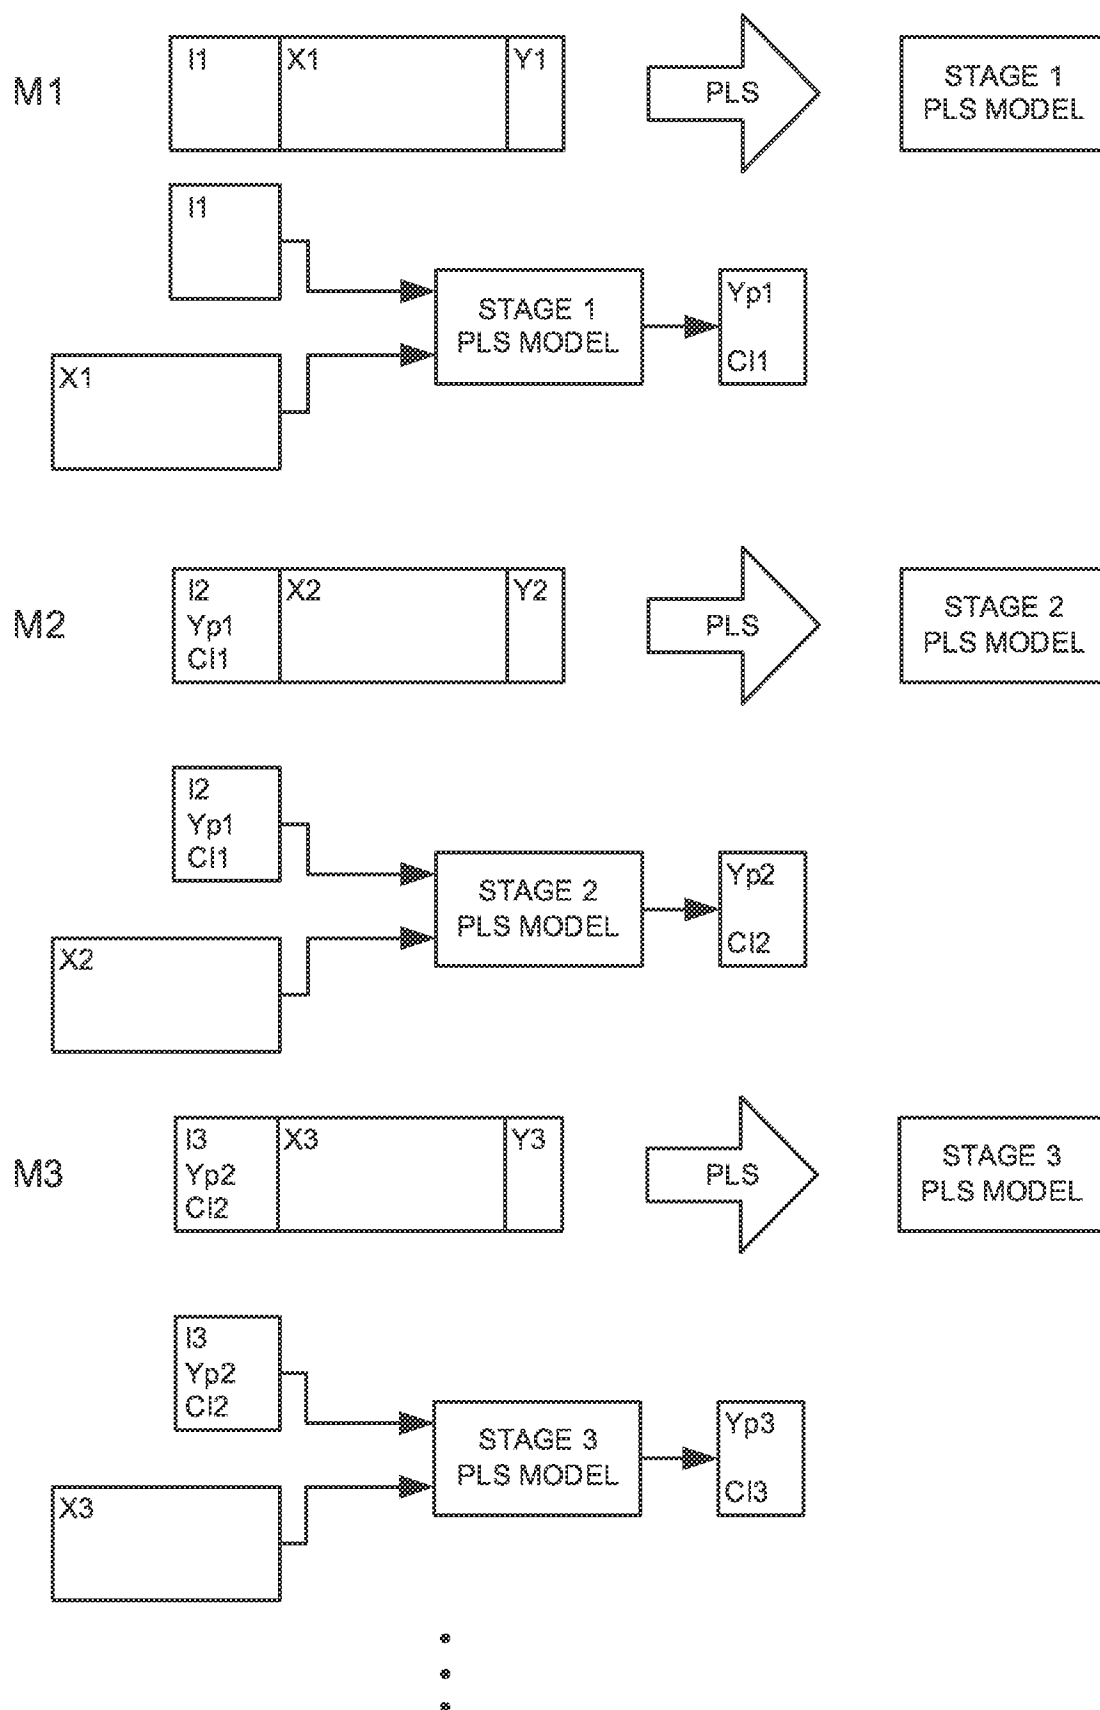 M1
I1
X1
Y1
PLS
STAGE 1
PLS MODEL
I1
X1
STAGE 1
PLS MODEL
Yp1
CI1
M2
I2
Yp1
CI1
X2
Y2
PLS
STAGE 2
PLS MODEL
I2
Yp1
CI1
X2
STAGE 2
PLS MODEL
Yp2
CI2
M3
I3
Yp2
CI2
X3
Y3
PLS
STAGE 3
PLS MODEL
I3
Yp2
CI2
X3
STAGE 3
PLS MODEL
Yp3
CI3